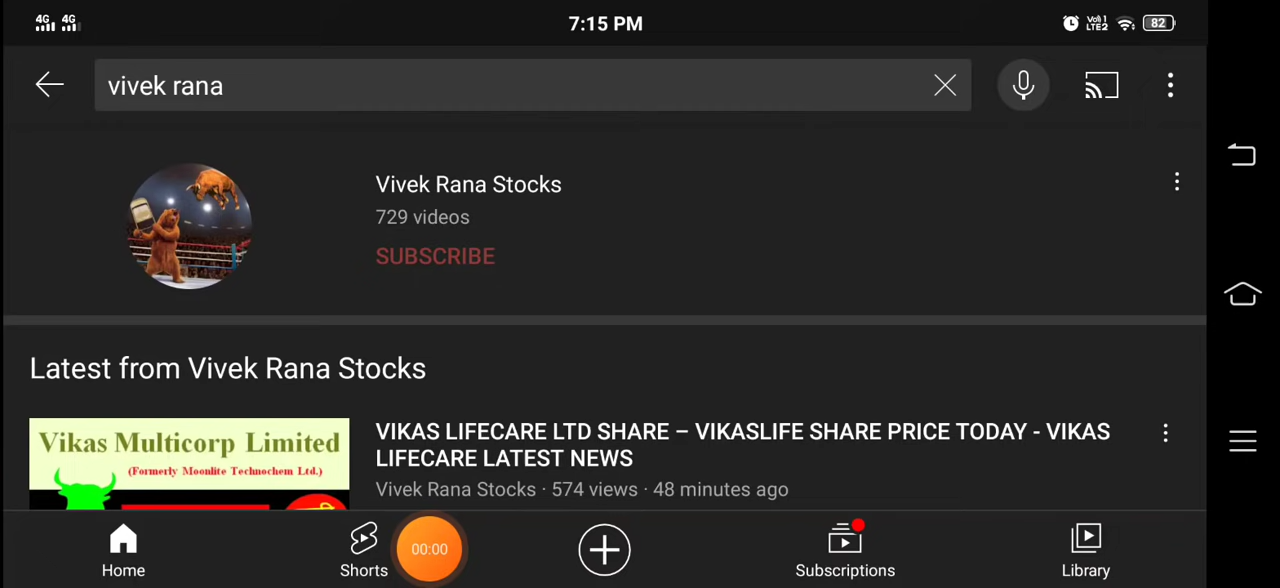 4G 4G 7:15 PM Vo)) 1 LTE2 82
vivek rana
Vivek Rana Stocks
729 videos
SUBSCRIBE
Latest from Vivek Rana Stocks
Vikas Multicorp Limited
(Formerly Moonlite Technochem Ltd.)
VIKAS LIFECARE LTD SHARE – VIKASLIFE SHARE PRICE TODAY - VIKAS
LIFECARE LATEST NEWS
Vivek Rana Stocks · 574 views · 48 minutes ago
00:00
Home Shorts Subscriptions Library